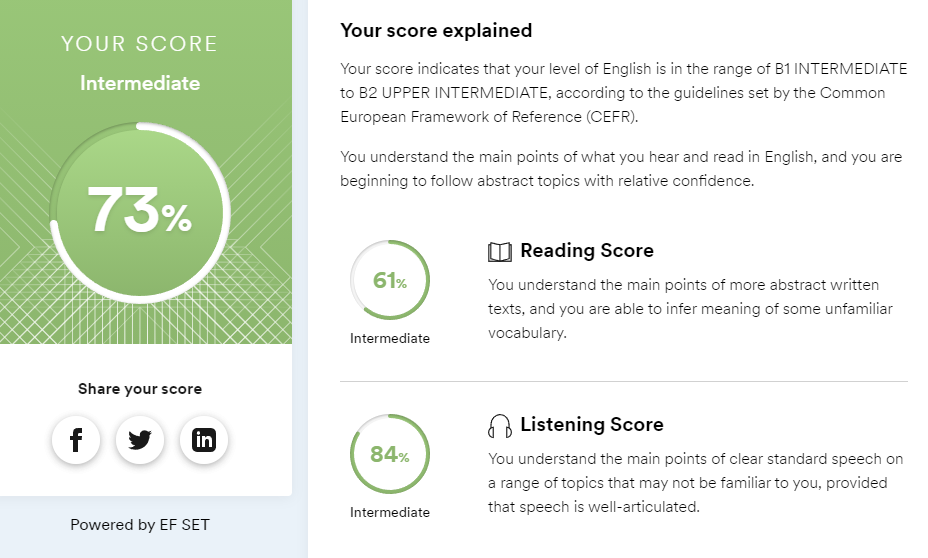 YOUR SCORE
Intermediate
73%
Share your score
Powered by EF SET
Your score explained
Your score indicates that your level of English is in the range of B1 INTERMEDIATE
to B2 UPPER INTERMEDIATE, according to the guidelines set by the Common
European Framework of Reference (CEFR).
You understand the main points of what you hear and read in English, and you are
beginning to follow abstract topics with relative confidence.
61%
Intermediate
Reading Score
You understand the main points of more abstract written
texts, and you are able to infer meaning of some unfamiliar
vocabulary.
84%
Intermediate
Listening Score
You understand the main points of clear standard speech on
a range of topics that may not be familiar to you, provided
that speech is well-articulated.